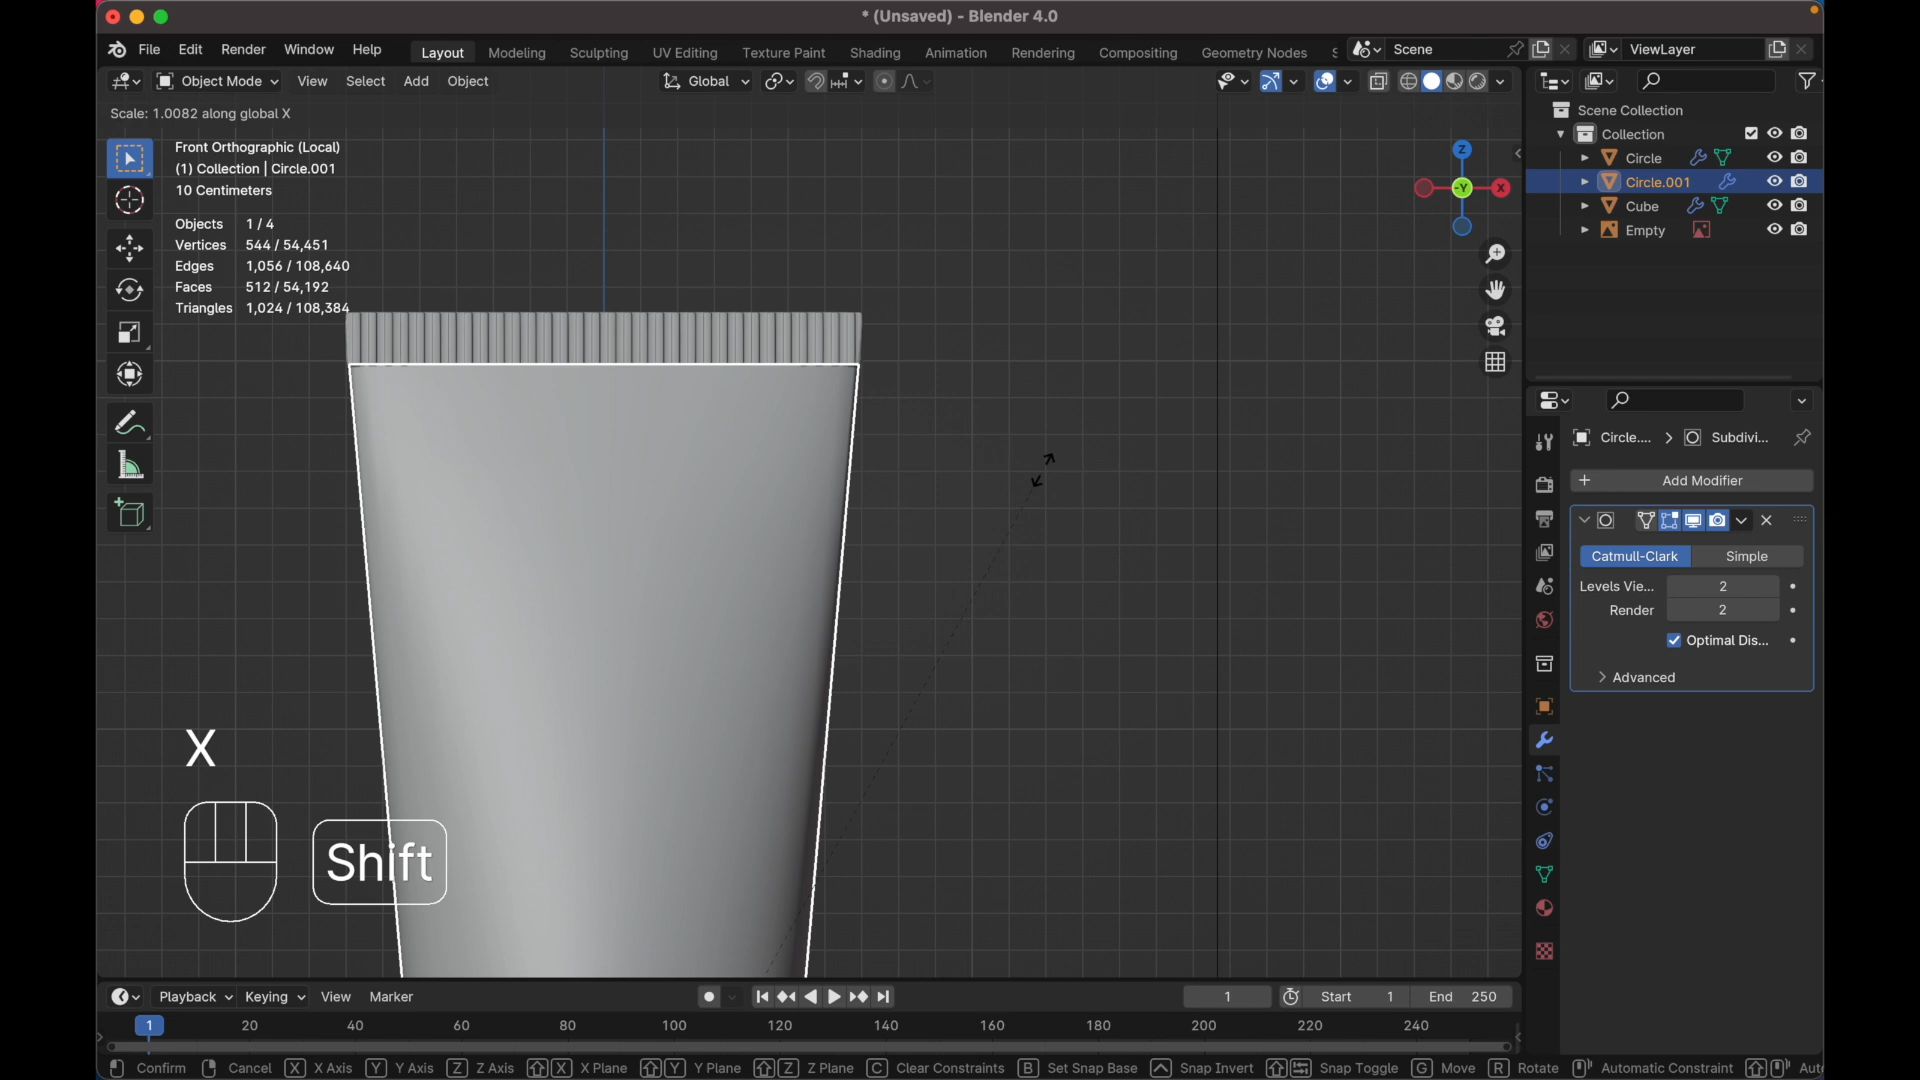 * (Unsaved) - Blender 4.0
File Edit Render Window Help Layout Modeling Sculpting UV Editing Texture Paint Shading Animation Rendering Compositing Geometry Nodes S Scene ViewLayer
Object Mode View Select Add Object Global
Scale: 1.0082 along global X
Front Orthographic (Local)
(1) Collection | Circle.001
10 Centimeters
Objects 1 / 4
Vertices 544 / 54,451
Edges 1,056 / 108,640
Faces 512 / 54,192
Triangles 1,024 / 108,384
Z
-Y
X
Scene Collection
Collection
Circle
Circle.001
Cube
Empty
Circle.... Subdivi...
Add Modifier
Catmull-Clark Simple
Levels Vie... 2
Render 2
Optimal Dis...
Advanced
X
Shift
Playback Keying View Marker 1 Start 1 End 250
1 20 40 60 80 100 120 140 160 180 200 220 240
Confirm Cancel X X Axis Y Y Axis Z Z Axis X X Plane Y Y Plane Z Z Plane C Clear Constraints B Set Snap Base Snap Invert Snap Toggle G Move R Rotate Automatic Constraint Aut